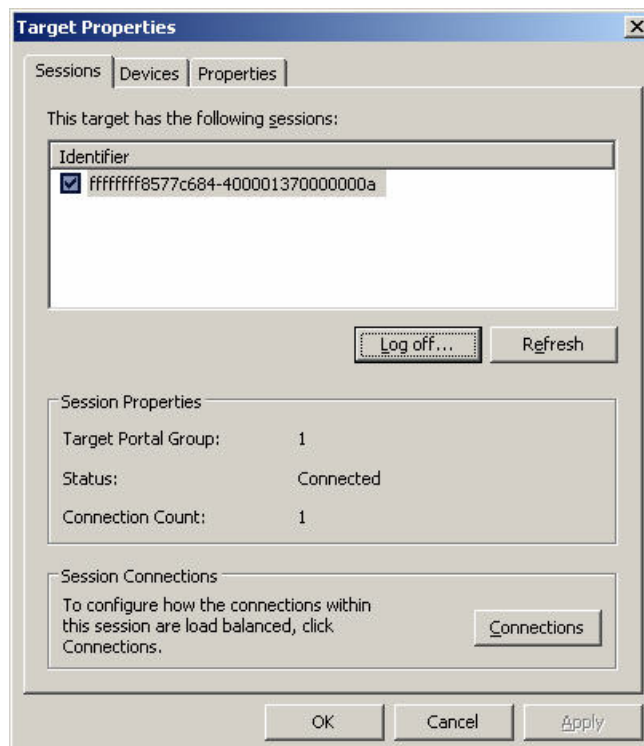 Target Properties
Sessions Devices Properties
This target has the following sessions:
Identifier
ffffffff8577c684-400001370000000a
Log off... Refresh
Session Properties
Target Portal Group: 1
Status: Connected
Connection Count: 1
Session Connections
To configure how the connections within
this session are load balanced, click
Connections.
Connections
OK Cancel Apply